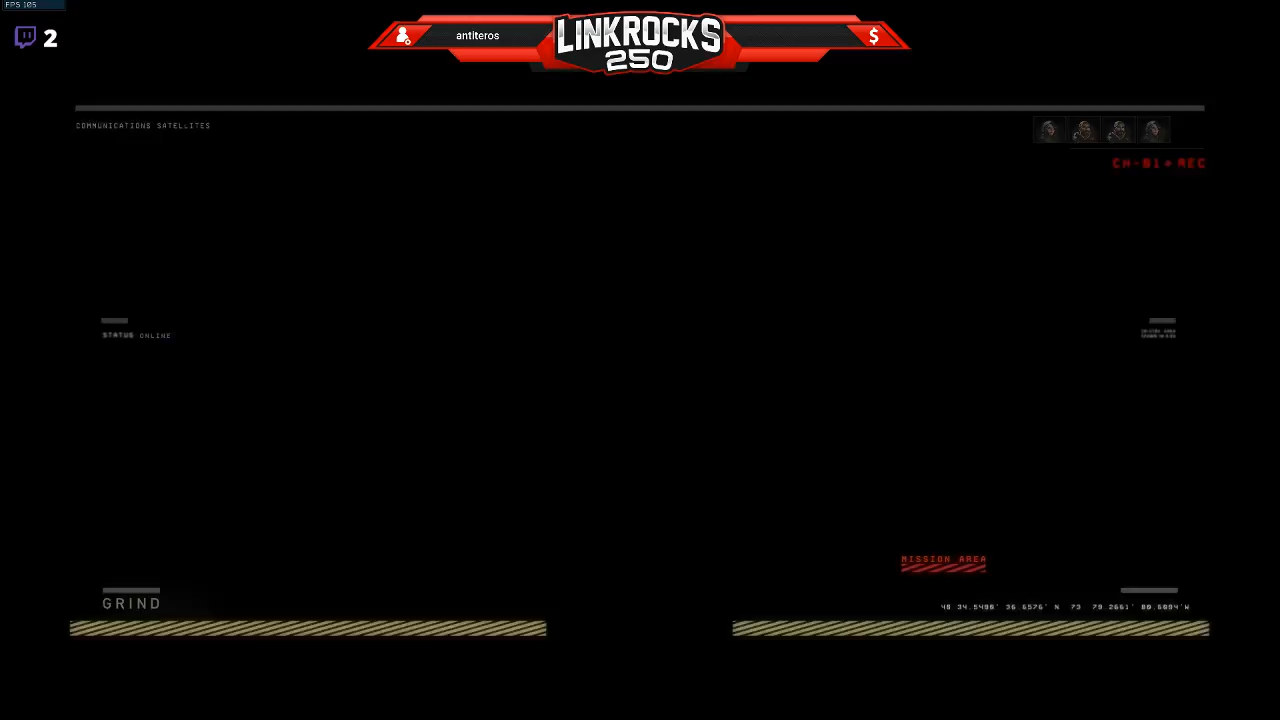 FPS 105
2
antiteros
LINKROCKS
250
$
COMMUNICATIONS SATELLITES
CH-01 REC
STATUS ONLINE
MISSION AREA
GRIND